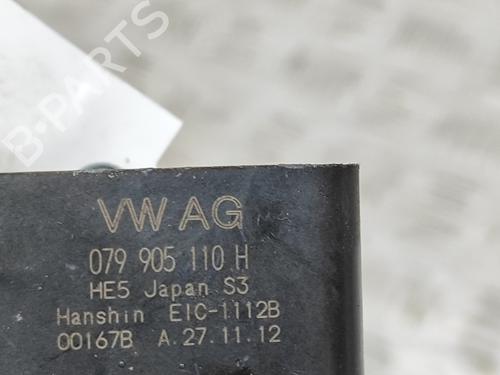 B-PARTS
VW AG
079 905 110 H
HE5 Japan S3
Hanshin EIC-1112B
00167B A.27.11.12